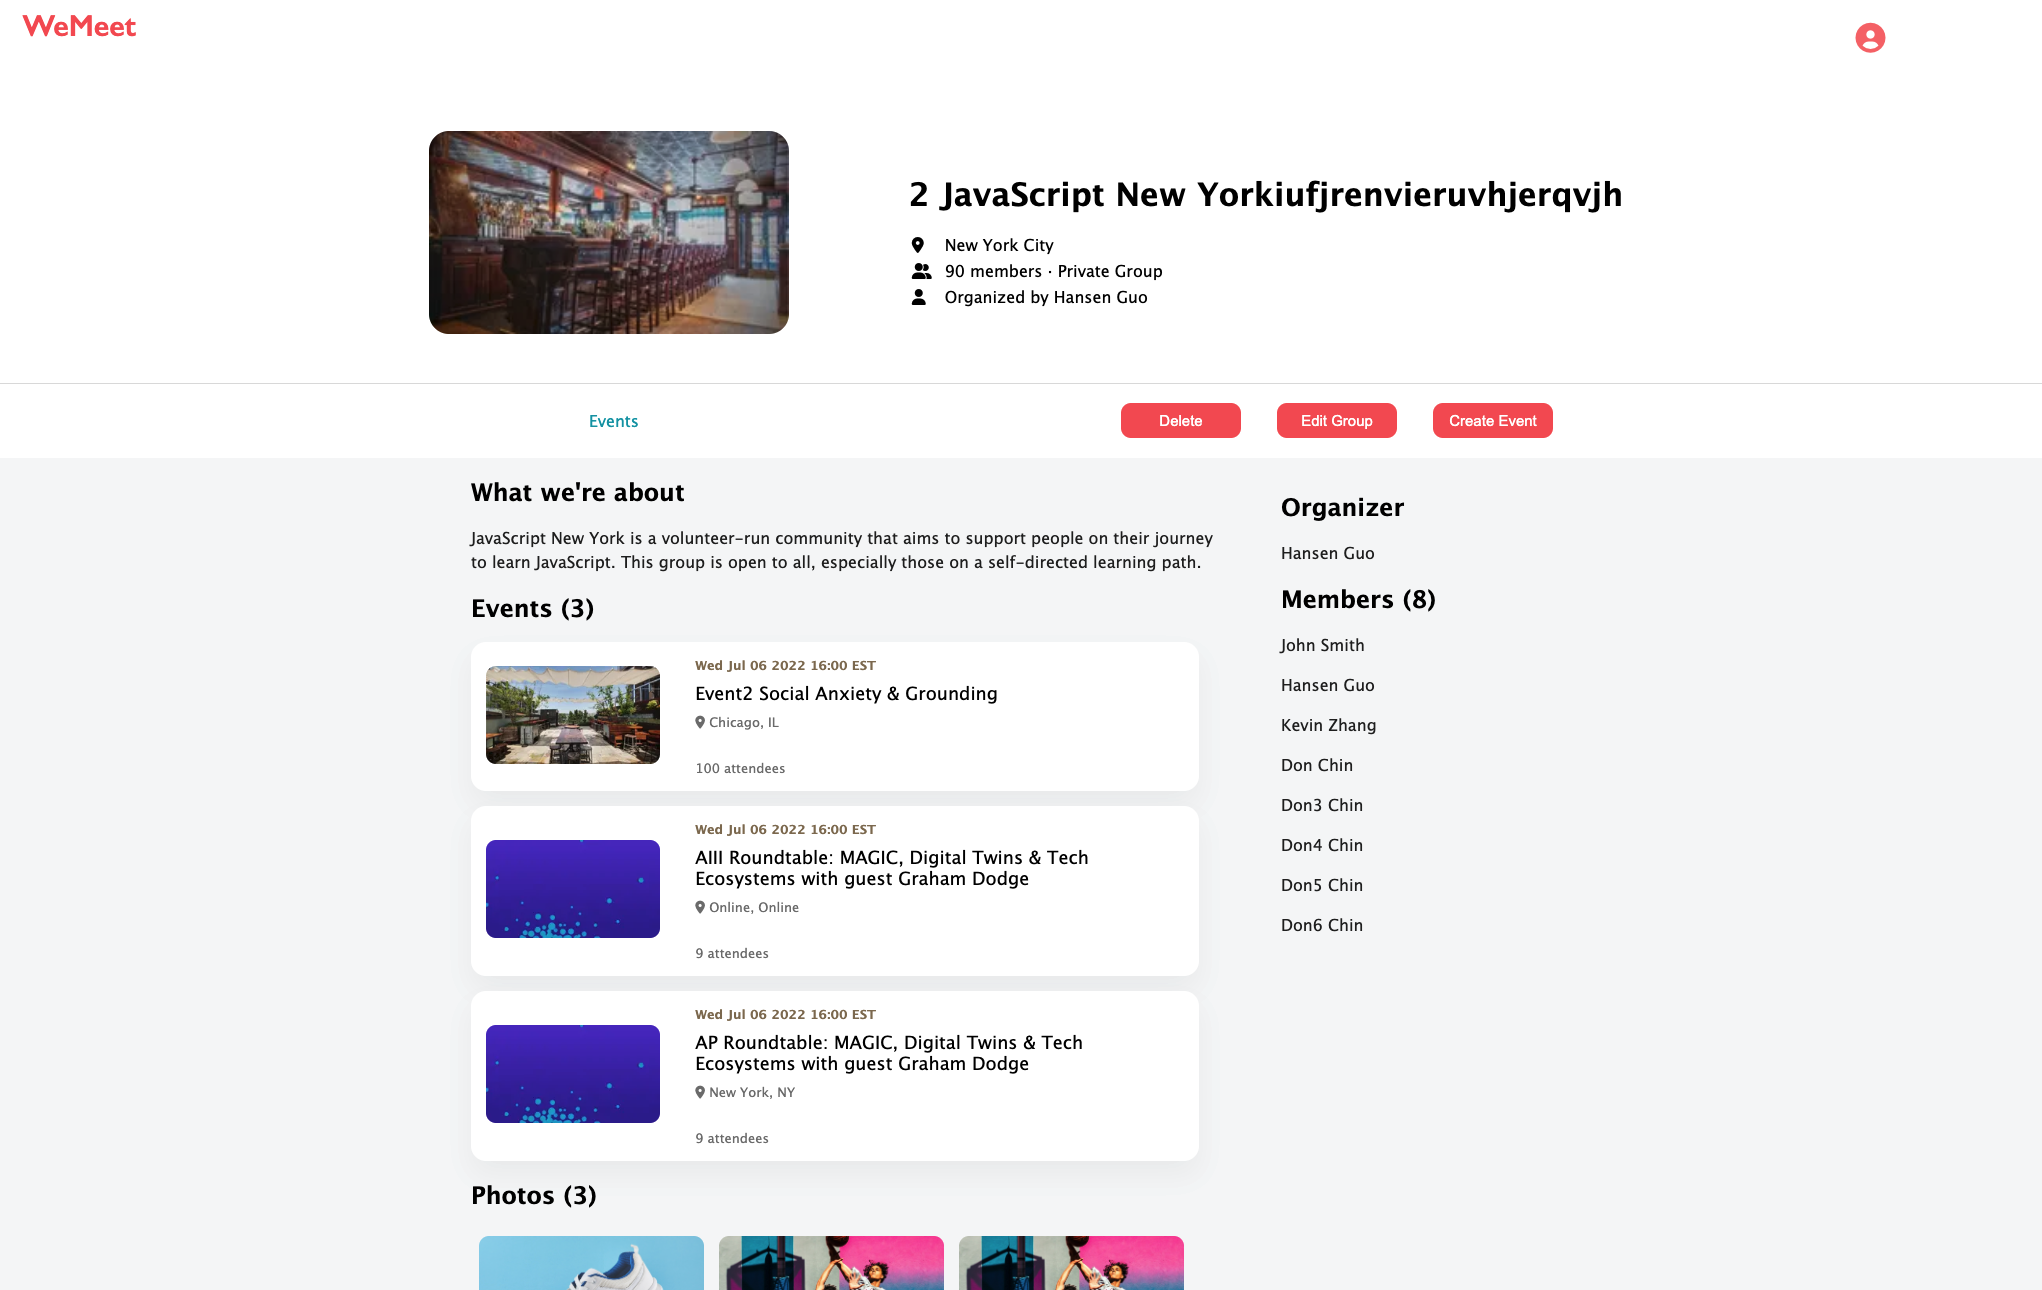 WeMeet
2 JavaScript New Yorkiufjrenvieruvhjerqvjh
New York City
90 members · Private Group
Organized by Hansen Guo
Events
Delete
Edit Group
Create Event
What we're about
JavaScript New York is a volunteer-run community that aims to support people on their journey
to learn JavaScript. This group is open to all, especially those on a self-directed learning path.
Events (3)
Wed Jul 06 2022 16:00 EST
Event2 Social Anxiety & Grounding
Chicago, IL
100 attendees
Wed Jul 06 2022 16:00 EST
AIII Roundtable: MAGIC, Digital Twins & Tech
Ecosystems with guest Graham Dodge
Online, Online
9 attendees
Wed Jul 06 2022 16:00 EST
AP Roundtable: MAGIC, Digital Twins & Tech
Ecosystems with guest Graham Dodge
New York, NY
9 attendees
Photos (3)
Organizer
Hansen Guo
Members (8)
John Smith
Hansen Guo
Kevin Zhang
Don Chin
Don3 Chin
Don4 Chin
Don5 Chin
Don6 Chin